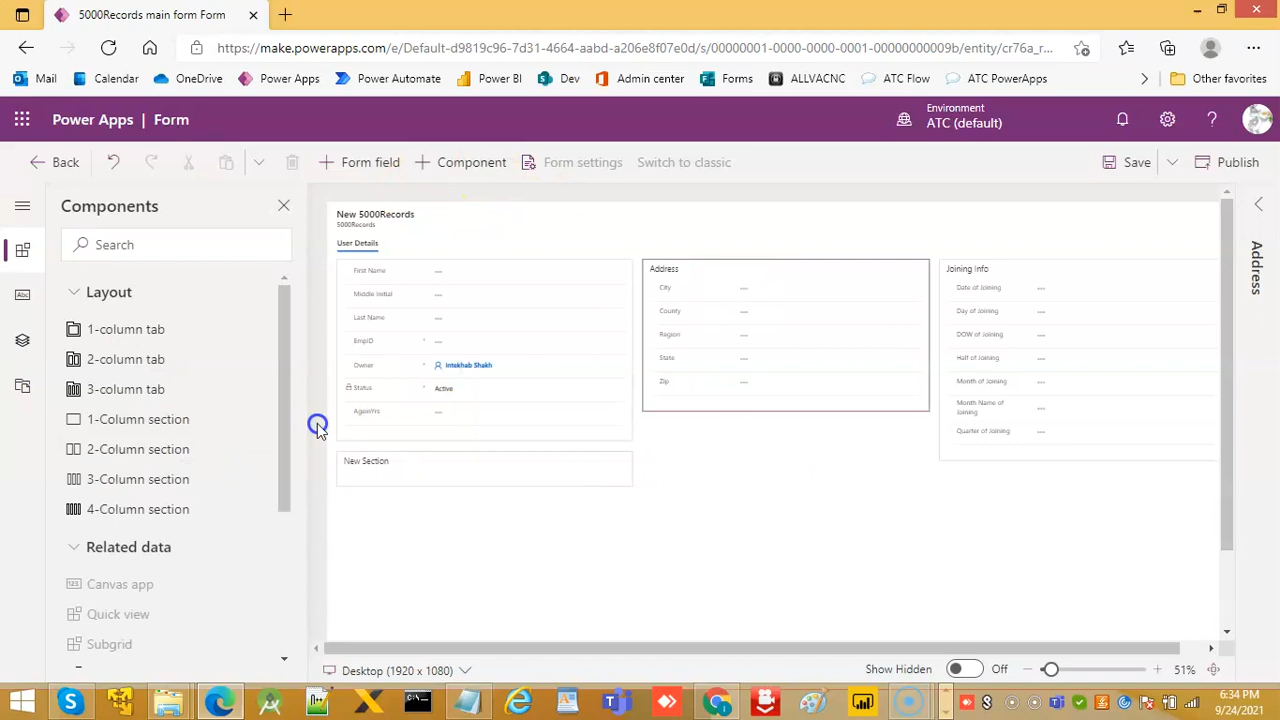 5000Records main form Form
https://make.powerapps.com/e/Default-d9819c96-7d31-4664-aabd-a206e8f07e0d/s/00000001-0000-0000-0001-00000000009b/entity/cr76a_r...
Mail Calendar OneDrive Power Apps Power Automate Power BI Dev Admin center Forms ALLVACNC ATC Flow ATC PowerApps Other favorites
Power Apps | Form
Environment
ATC (default)
Back Form field Component Form settings Switch to classic Save Publish
Components
Search
Layout
1-column tab
2-column tab
3-column tab
1-Column section
2-Column section
3-Column section
4-Column section
Related data
Canvas app
Quick view
Subgrid
New 5000Records
5000Records
User Details
First Name ---
Middle Initial ---
Last Name ---
EmpID * ---
Owner * Intekhab Shakh
Status * Active
AgeinYrs ---
New Section
Address
City ---
County ---
Region ---
State ---
Zip ---
Joining Info
Date of Joining ---
Day of Joining ---
DOW of Joining ---
Half of Joining ---
Month of Joining ---
Month Name of
Joining ---
Quarter of Joining ---
Address
Desktop (1920 x 1080) Show Hidden Off 51%
6:34 PM
9/24/2021